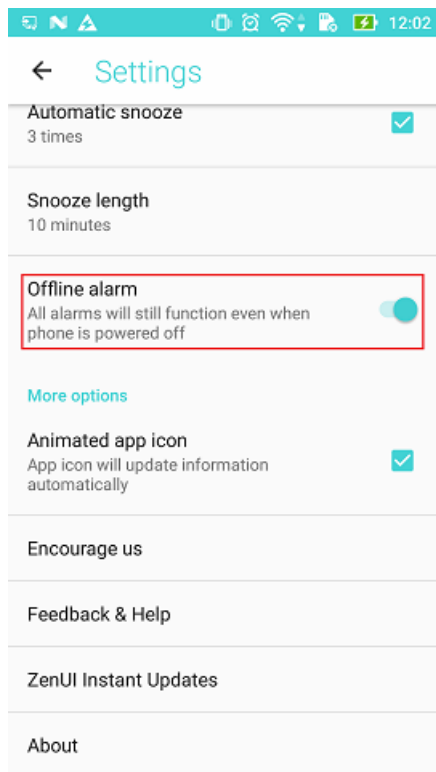 12:02
Settings
Automatic snooze
3 times
Snooze length
10 minutes
Offline alarm
All alarms will still function even when
phone is powered off
More options
Animated app icon
App icon will update information
automatically
Encourage us
Feedback & Help
ZenUI Instant Updates
About